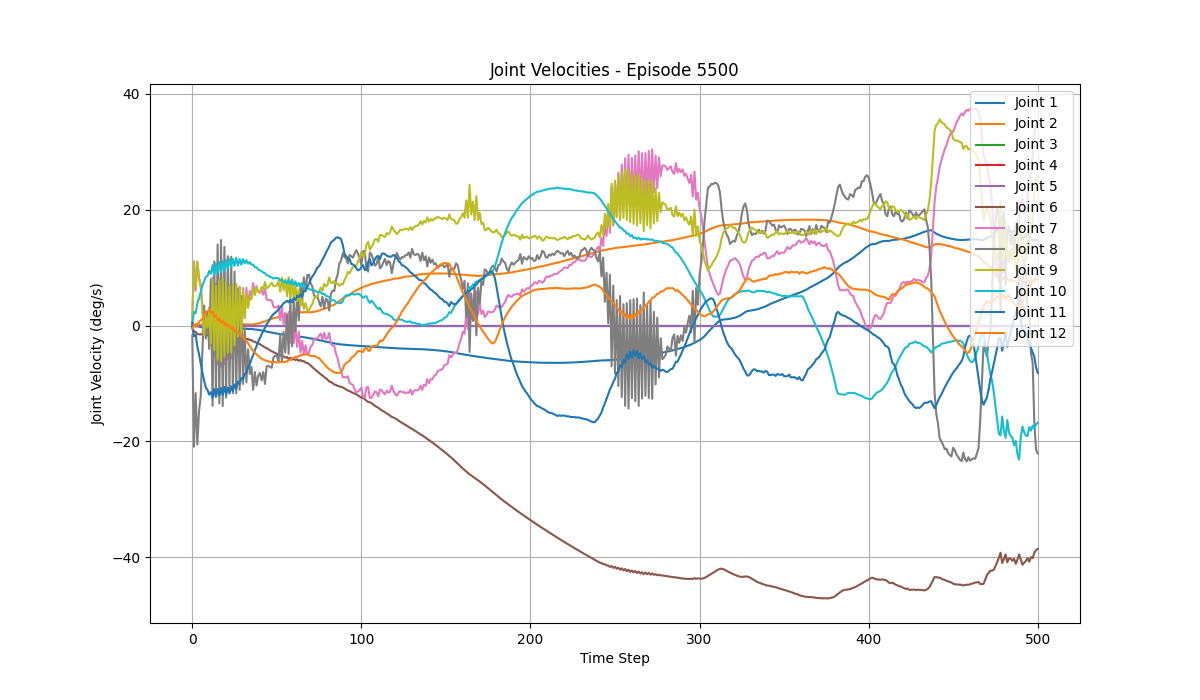 Joint Velocities - Episode 5500
Joint Velocity (deg/s)
40
20
0
−20
−40
0
100
200
300
400
500
Time Step
Joint 1
Joint 2
Joint 3
Joint 4
Joint 5
Joint 6
Joint 7
Joint 8
Joint 9
Joint 10
Joint 11
Joint 12